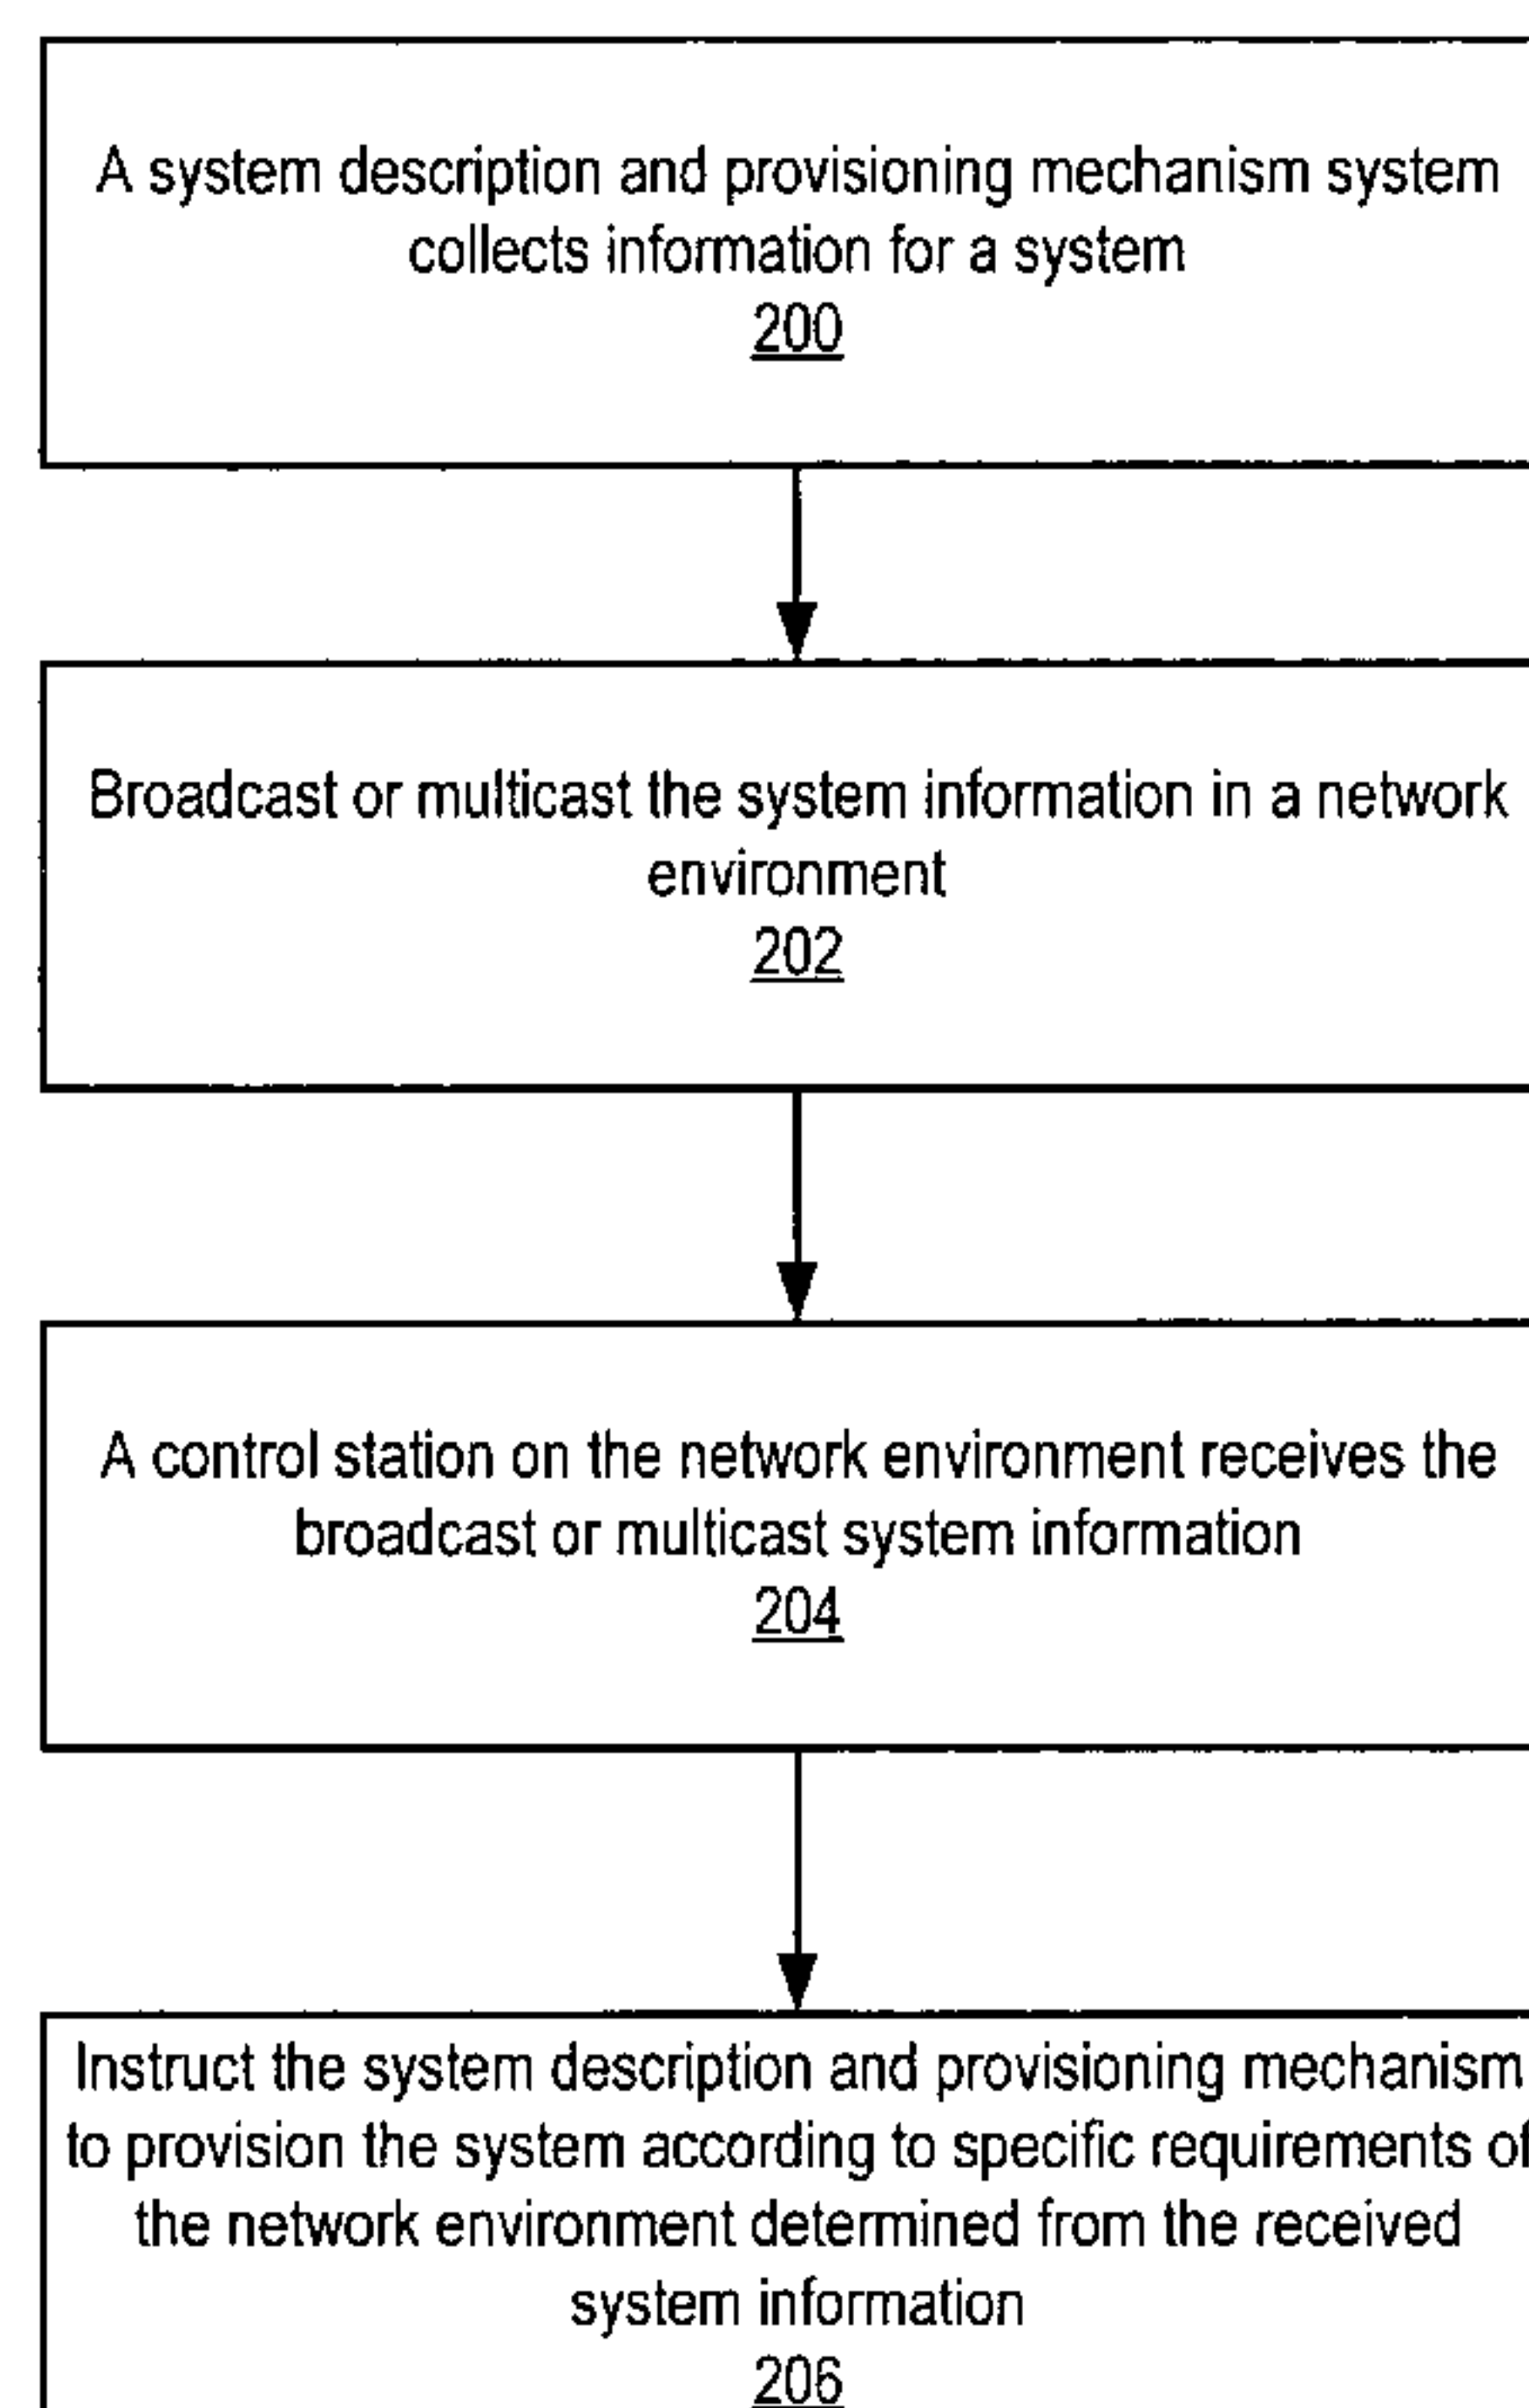 A system description and provisioning mechanism system
collects information for a system
200
Broadcast or multicast the system information in a network
environment
202
A control station on the network environment receives the
broadcast or multicast system information
204
Instruct the system description and provisioning mechanism
to provision the system according to specific requirements of
the network environment determined from the received
system information
206